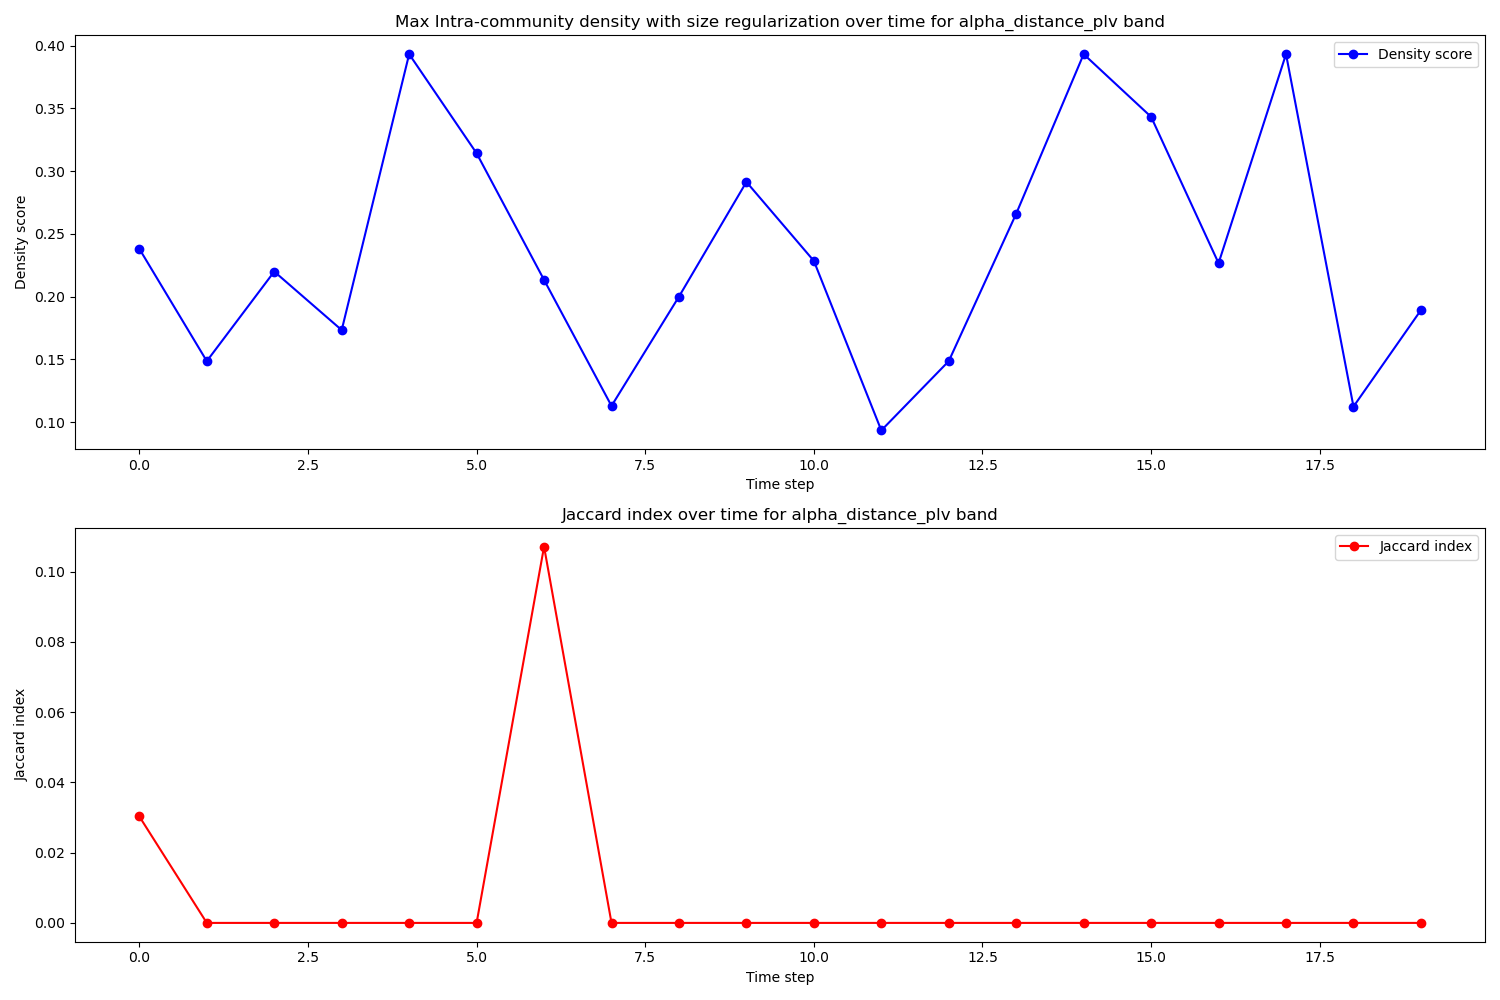 Max Intra-community density with size regularization over time for alpha_distance_plv band
Density score
0.40
0.35
0.30
0.25
0.20
0.15
0.10
Density score
0.0 2.5 5.0 7.5 10.0 12.5 15.0 17.5
Time step
Jaccard index over time for alpha_distance_plv band
Jaccard index
0.10
0.08
0.06
0.04
0.02
0.00
Jaccard index
0.0 2.5 5.0 7.5 10.0 12.5 15.0 17.5
Time step